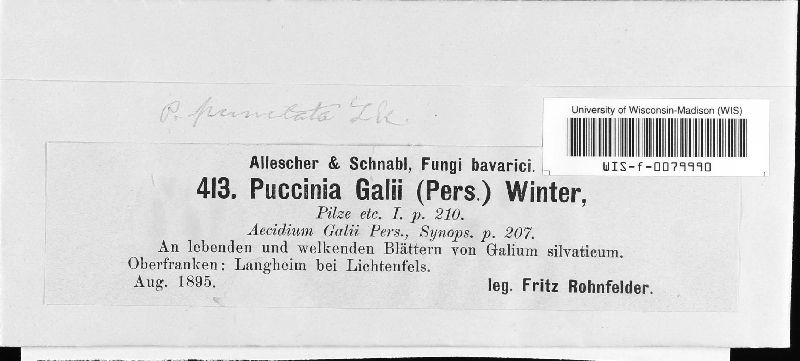 P. punctata Lk.
University of Wisconsin-Madison (WIS)
WIS-f-0079990
Allescher & Schnabl, Fungi bavarici.
413. Puccinia Galii (Pers.) Winter,
Pilze etc. I. p. 210.
Aecidium Galii Pers., Synops. p. 207.
An lebenden und welkenden Blättern von Galium silvaticum.
Oberfranken: Langheim bei Lichtenfels.
Aug. 1895.
leg. Fritz Rohnfelder.